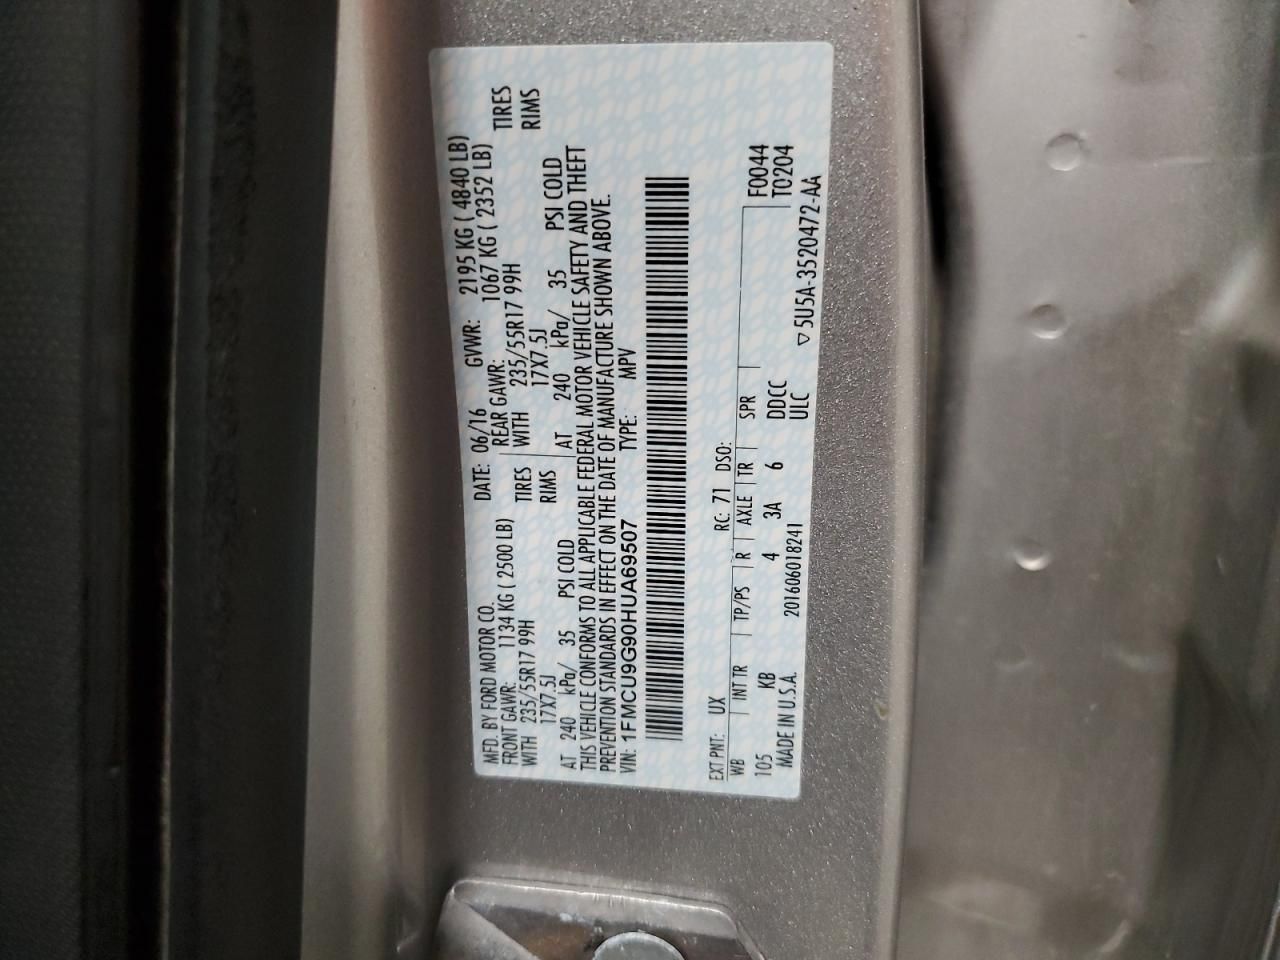 MFD. BY FORD MOTOR CO.
DATE: 06/16 GVWR: 2195 KG ( 4840 LB)
FRONT GAWR: 1134 KG ( 2500 LB) REAR GAWR: 1067 KG ( 2352 LB)
WITH 235/55R17 99H TIRES WITH 235/55R17 99H TIRES
17X7.5J RIMS 17X7.5J RIMS
AT 240 kPa/ 35 PSI COLD AT 240 kPa/ 35 PSI COLD
THIS VEHICLE CONFORMS TO ALL APPLICABLE FEDERAL MOTOR VEHICLE SAFETY AND THEFT
PREVENTION STANDARDS IN EFFECT ON THE DATE OF MANUFACTURE SHOWN ABOVE.
VIN: 1FMCU9G90HUA69507 TYPE: MPV
EXT PNT: UX RC: 71 DSO:
WB INT TR TP/PS R AXLE TR SPR F0044
105 KB 4 3A 6 DDCC T0204
MADE IN U.S.A. 201606018241 ULC
▽ 5U5A-3520472-AA